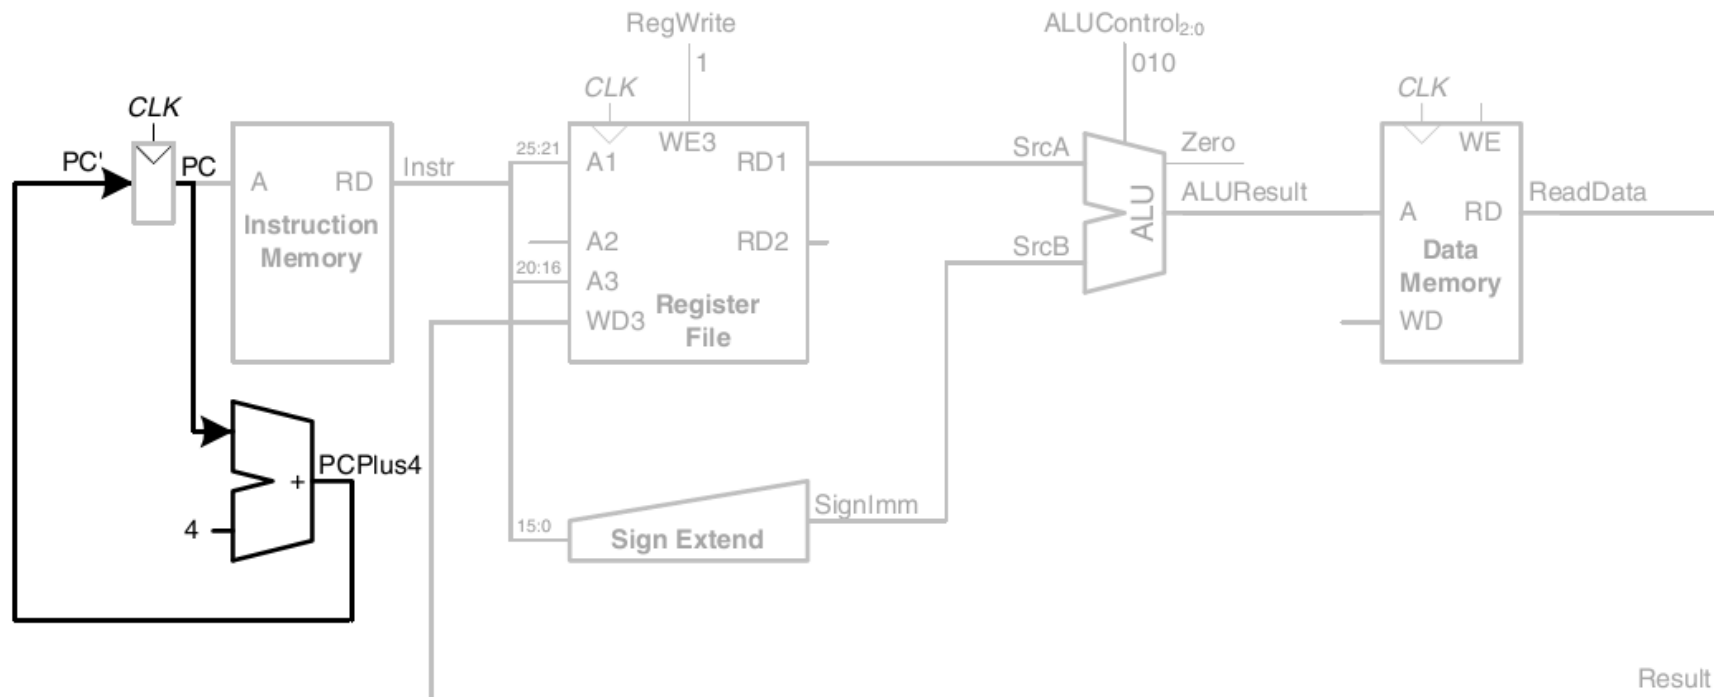 RegWrite
ALUControl2:0
1
010
CLK
CLK
CLK
PC'
PC
A
RD
Instruction
Memory
Instr
25:21
A1
WE3
RD1
A2
RD2
20:16
A3
WD3
Register
File
SrcA
SrcB
ALU
Zero
ALUResult
WE
A
RD
Data
Memory
WD
ReadData
PCPlus4
+
4
15:0
Sign Extend
SignImm
Result